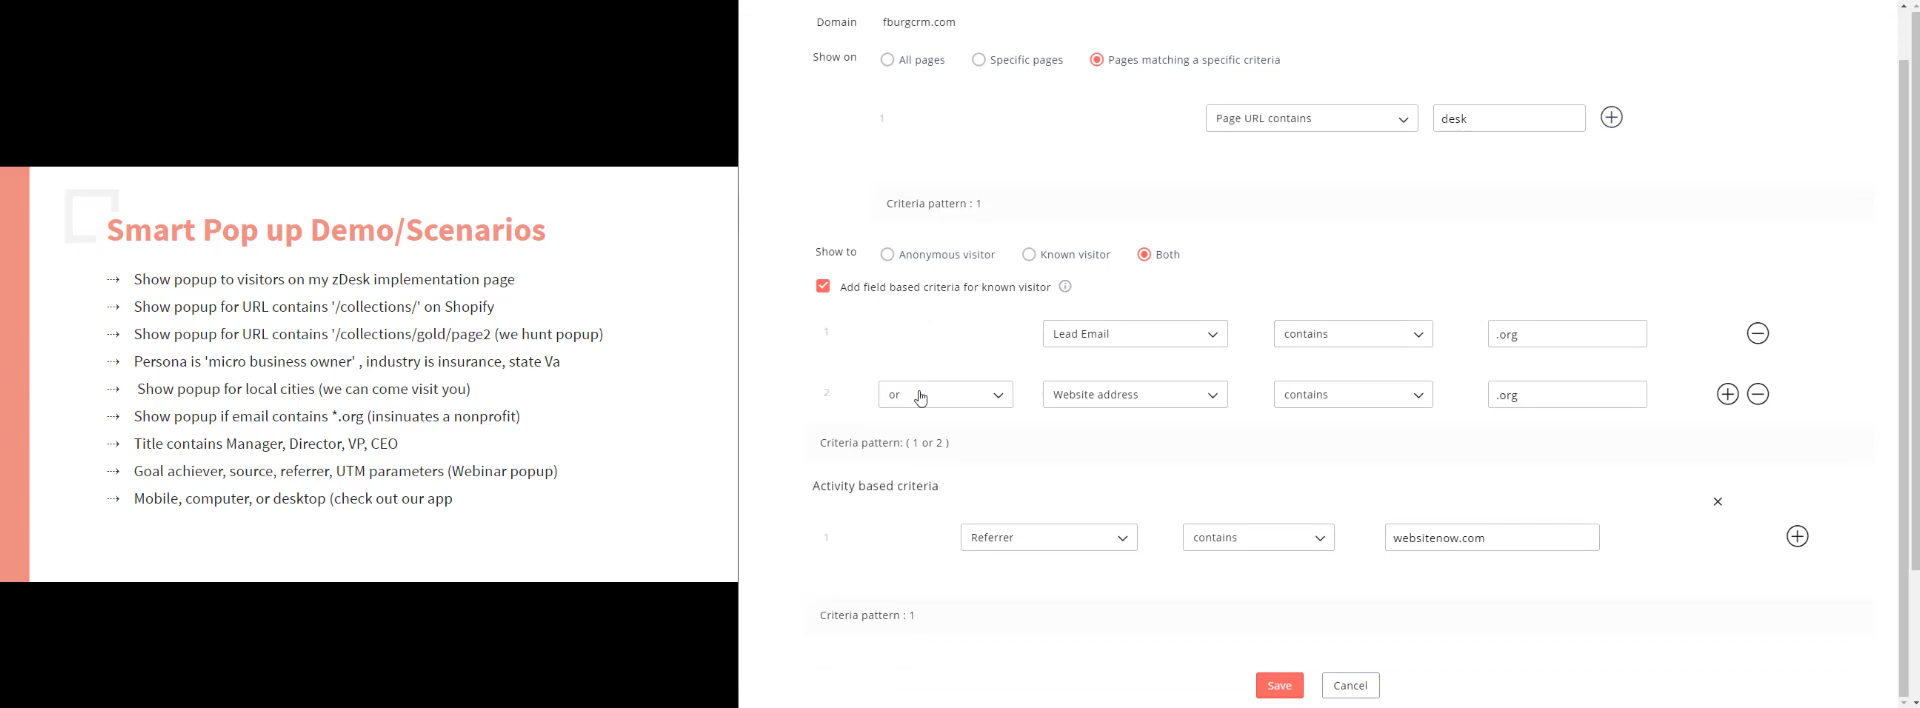 Smart Pop up Demo/Scenarios
Show popup to visitors on my zDesk implementation page
Show popup for URL contains '/collections/' on Shopify
Show popup for URL contains '/collections/gold/page2 (we hunt popup)
Persona is 'micro business owner' , industry is insurance, state Va
Show popup for local cities (we can come visit you)
Show popup if email contains *.org (insinuates a nonprofit)
Title contains Manager, Director, VP, CEO
Goal achiever, source, referrer, UTM parameters (Webinar popup)
Mobile, computer, or desktop (check out our app
Domain fburgcrm.com
Show on All pages Specific pages Pages matching a specific criteria
1 Page URL contains desk
Criteria pattern : 1
Show to Anonymous visitor Known visitor Both
Add field based criteria for known visitor
1 Lead Email contains .org
2 or Website address contains .org
Criteria pattern: ( 1 or 2 )
Activity based criteria
1 Referrer contains websitenow.com
Criteria pattern : 1
Save Cancel